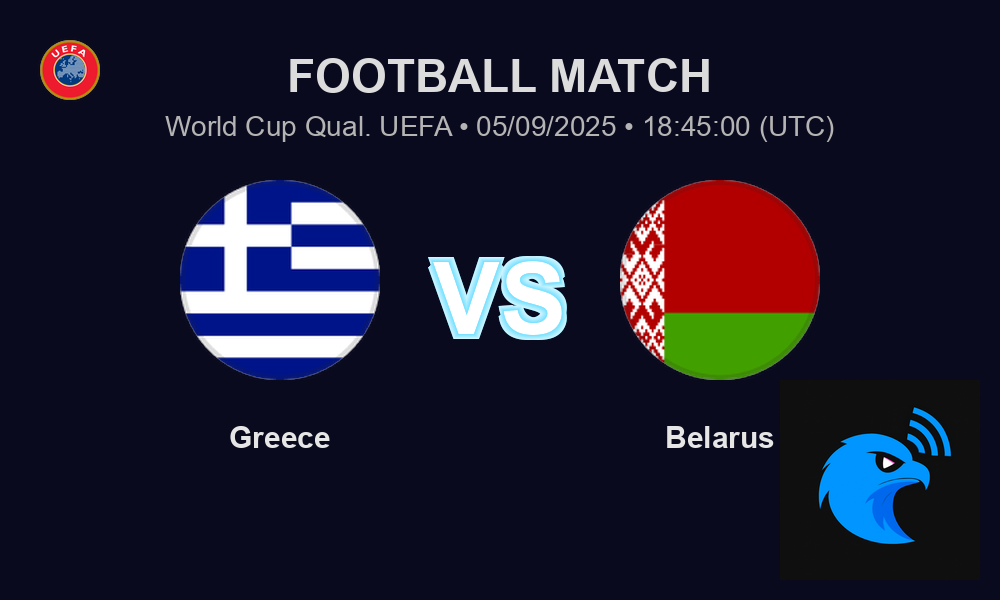 UEFA
FOOTBALL MATCH
World Cup Qual. UEFA • 05/09/2025 • 18:45:00 (UTC)
VS
Greece
Belarus